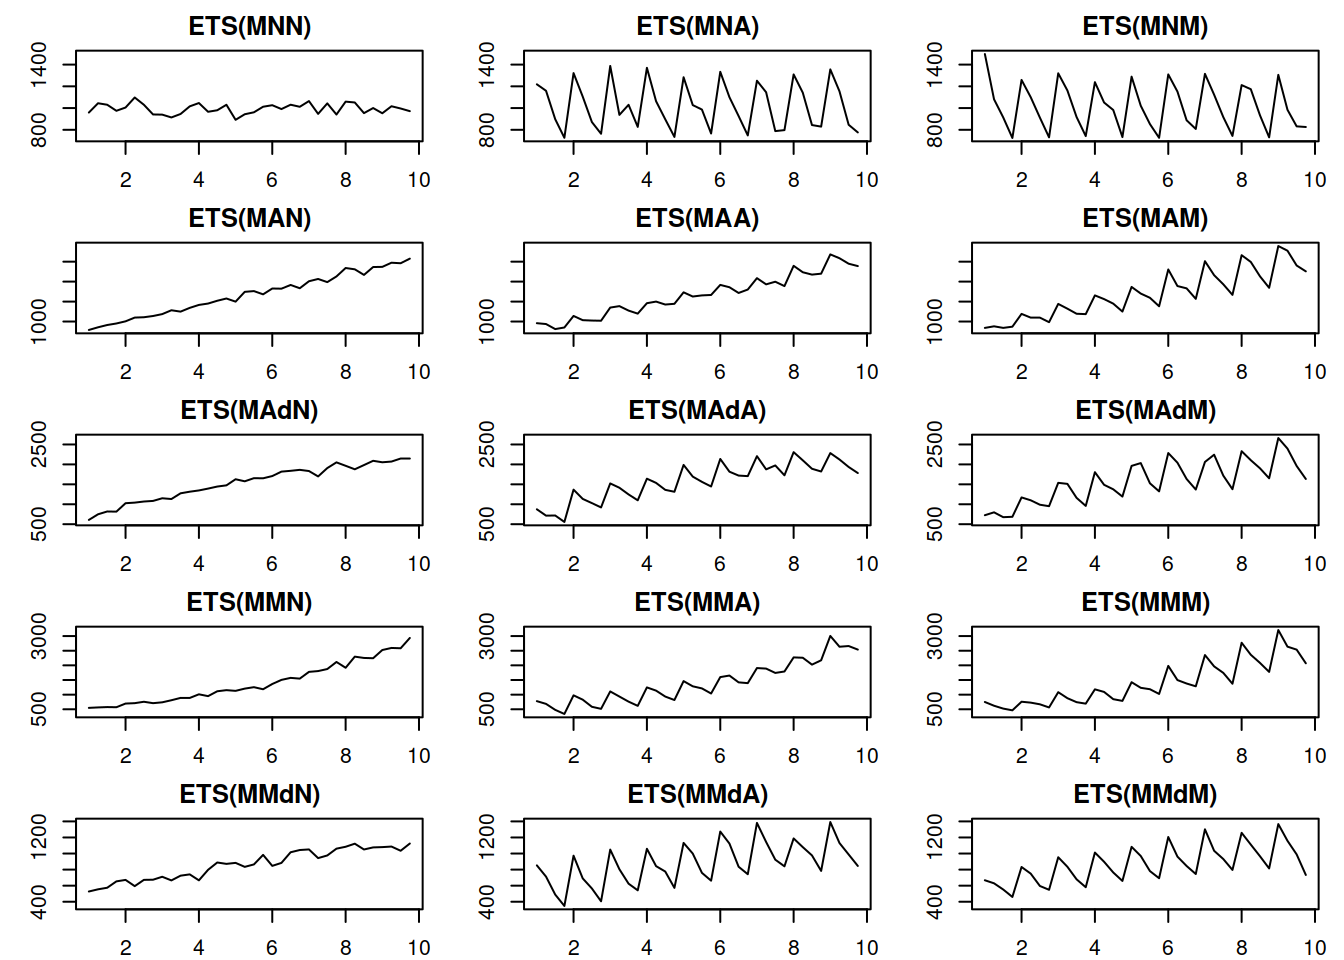 ETS(MNN) ETS(MNA) ETS(MNM)
1400 1400 1400
800 800 800
2 4 6 8 10 2 4 6 8 10 2 4 6 8 10
ETS(MAN) ETS(MAA) ETS(MAM)
1000 1000 1000
2 4 6 8 10 2 4 6 8 10 2 4 6 8 10
ETS(MAdN) ETS(MAdA) ETS(MAdM)
2500 2500 2500
500 500 500
2 4 6 8 10 2 4 6 8 10 2 4 6 8 10
ETS(MMN) ETS(MMA) ETS(MMM)
3000 3000 3000
500 500 500
2 4 6 8 10 2 4 6 8 10 2 4 6 8 10
ETS(MMdN) ETS(MMdA) ETS(MMdM)
1200 1200 1200
400 400 400
2 4 6 8 10 2 4 6 8 10 2 4 6 8 10